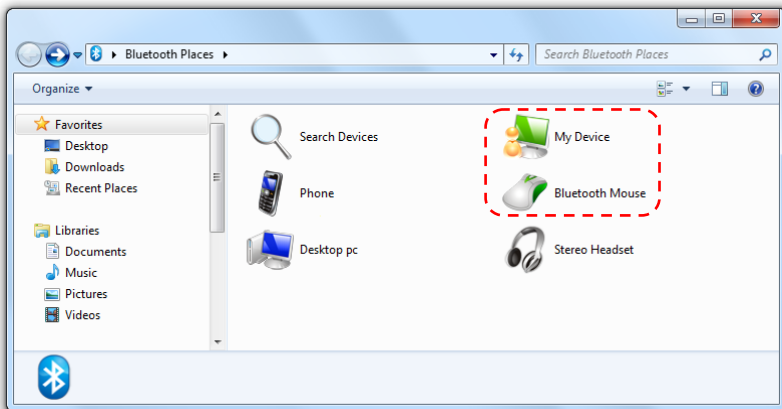 Bluetooth Places
Search Bluetooth Places
Organize
Favorites
Desktop
Downloads
Recent Places
Libraries
Documents
Music
Pictures
Videos
Search Devices
My Device
Phone
Bluetooth Mouse
Desktop pc
Stereo Headset